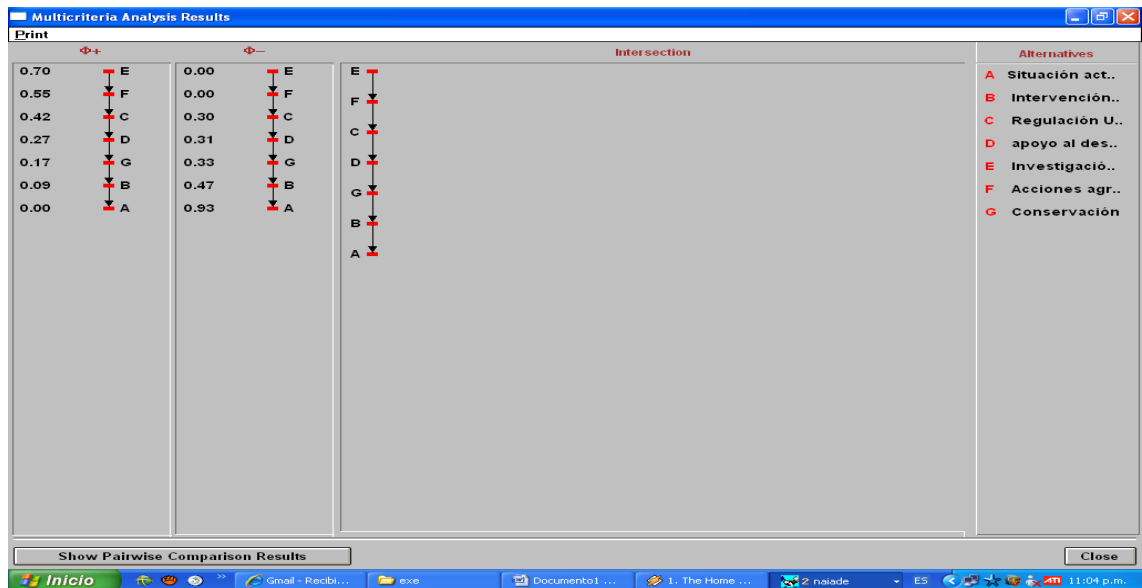 Multicriteria Analysis Results
Print
Φ+ Φ− Intersection Alternatives
0.70 E 0.00 E E A Situación act..
0.55 F 0.00 F F B Intervención..
0.42 C 0.30 C C C Regulación U..
0.27 D 0.31 D D D apoyo al des..
0.17 G 0.33 G G E Investigació..
0.09 B 0.47 B B F Acciones agr..
0.00 A 0.93 A A G Conservación
Show Pairwise Comparison Results Close
Inicio » Gmail - Recibi... exe Documento1 ... 1. The Home ... 2 naiade ES ATI 11:04 p.m.